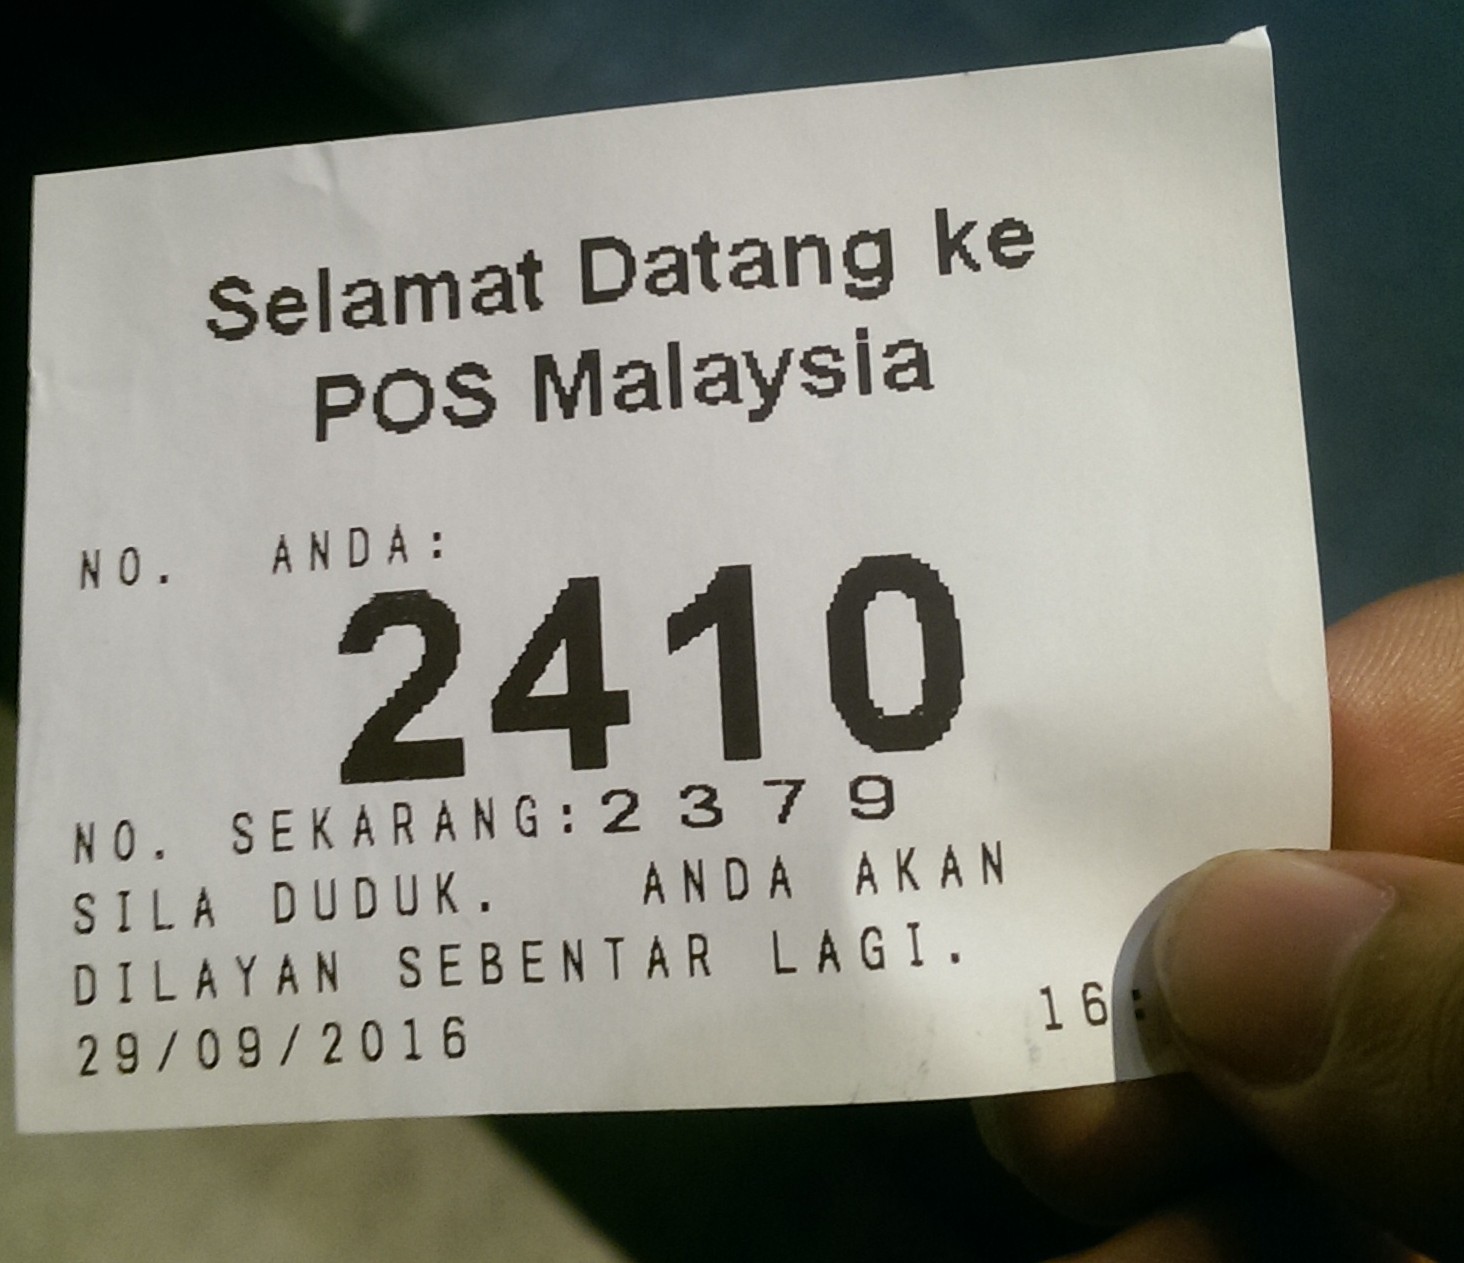 Selamat Datang ke
POS Malaysia
NO. ANDA:
2410
NO. SEKARANG:2379
SILA DUDUK. ANDA AKAN
DILAYAN SEBENTAR LAGI.
29/09/2016 16: